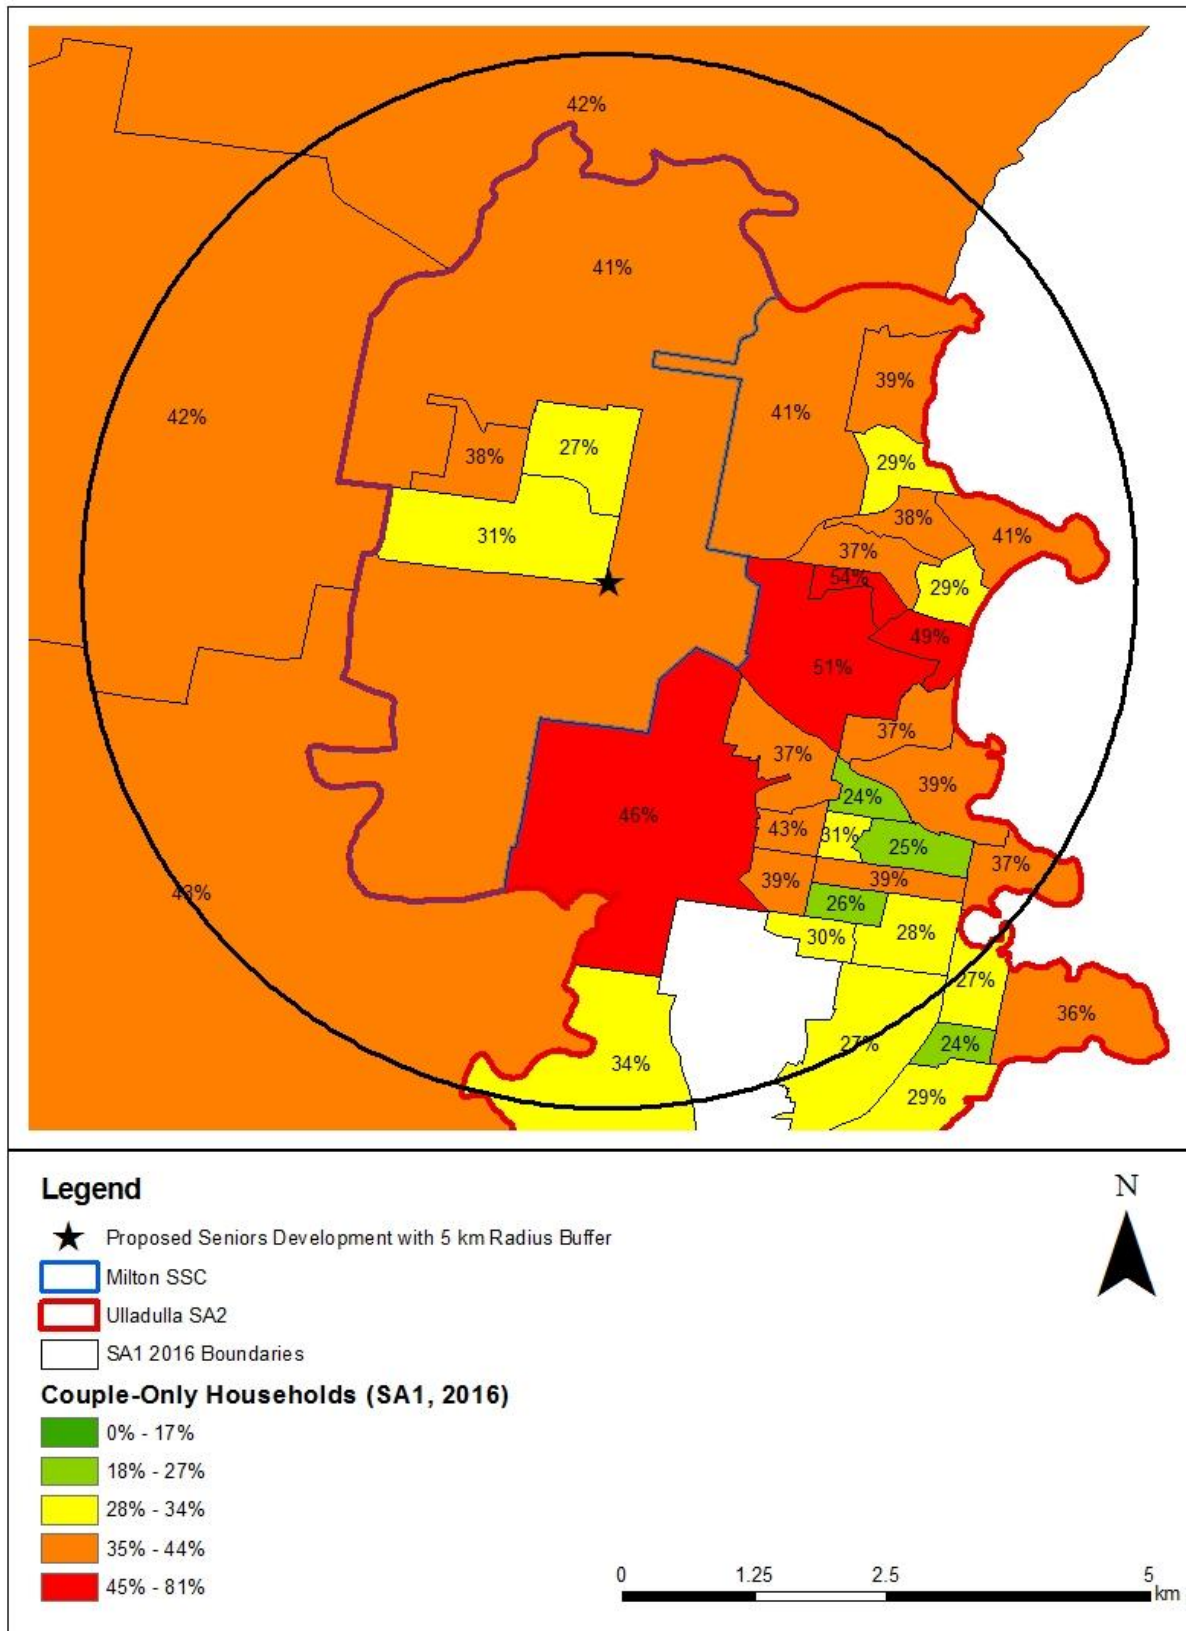 42%
41%
42%
39%
41%
27%
38%
29%
31%
38%
41%
37%
54%
29%
49%
51%
37%
37%
39%
24%
46%
43%
31%
25%
37%
39%
39%
43%
26%
30%
28%
27%
36%
27%
24%
34%
29%
Legend
N
Proposed Seniors Development with 5 km Radius Buffer
Milton SSC
Ulladulla SA2
SA1 2016 Boundaries
Couple-Only Households (SA1, 2016)
0% - 17%
18% - 27%
28% - 34%
35% - 44%
45% - 81%
0 1.25 2.5 5
km